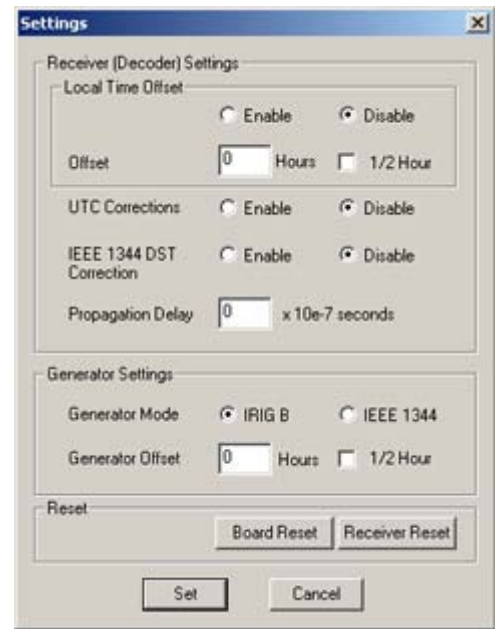 Settings
Receiver (Decoder) Settings
Local Time Offset
Enable Disable
Offset 0 Hours 1/2 Hour
UTC Corrections Enable Disable
IEEE 1344 DST Enable Disable
Correction
Propagation Delay 0 x 10e-7 seconds
Generator Settings
Generator Mode IRIG B IEEE 1344
Generator Offset 0 Hours 1/2 Hour
Reset
Board Reset Receiver Reset
Set Cancel